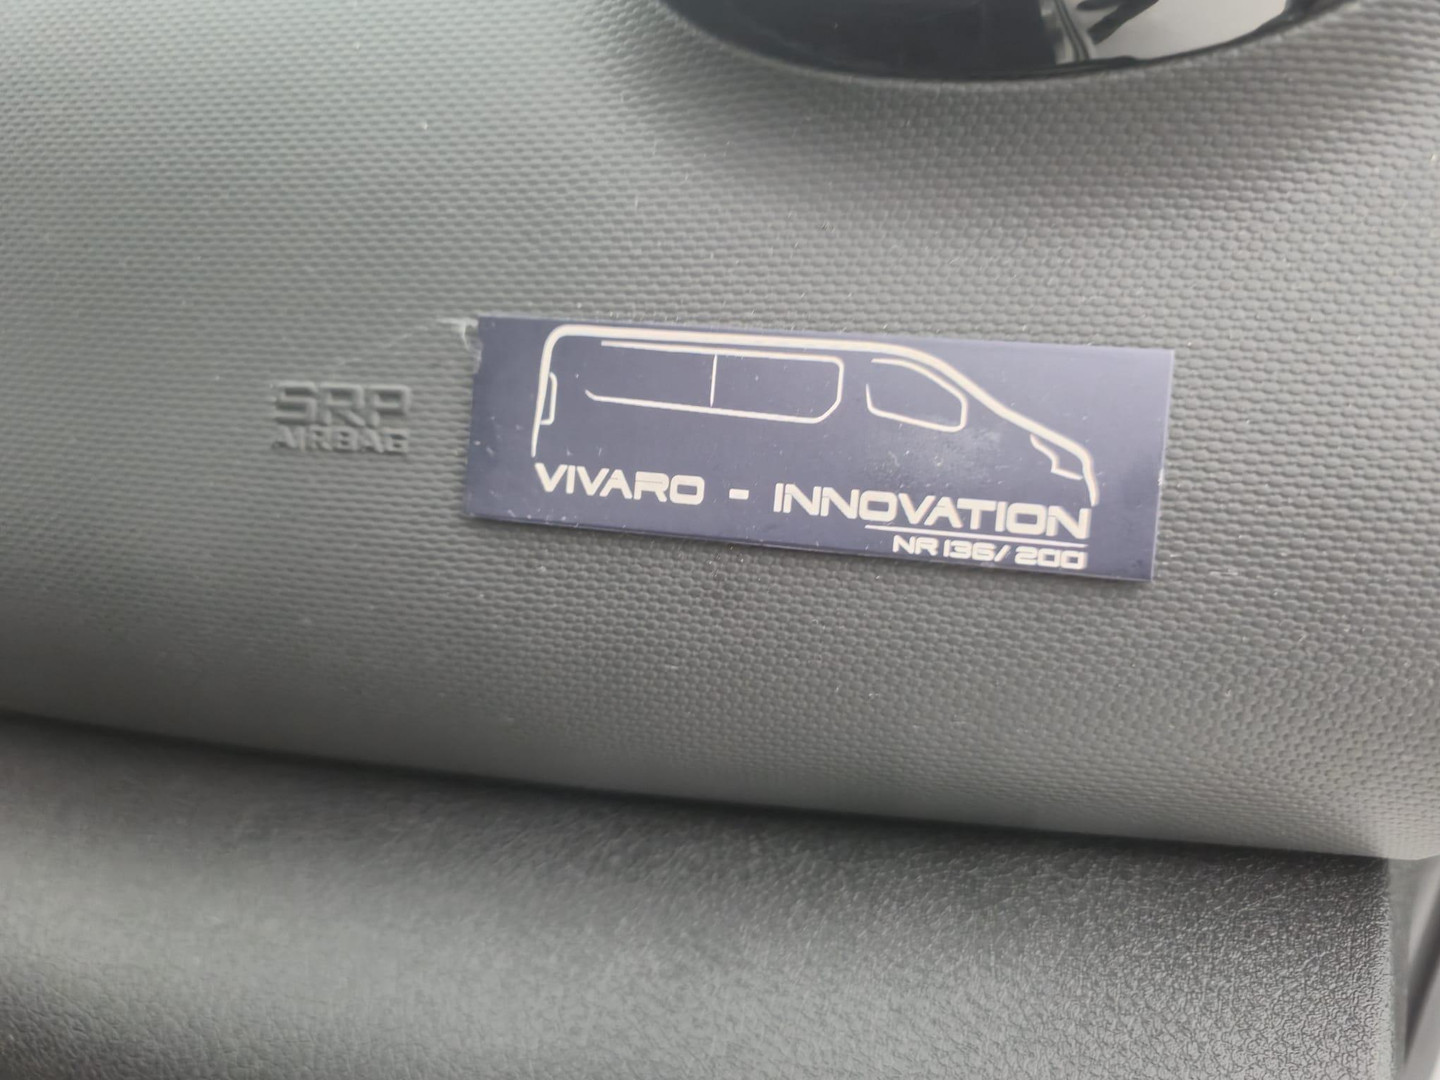 SRP
AIRBAG
VIVARO - INNOVATION
NR 136/200